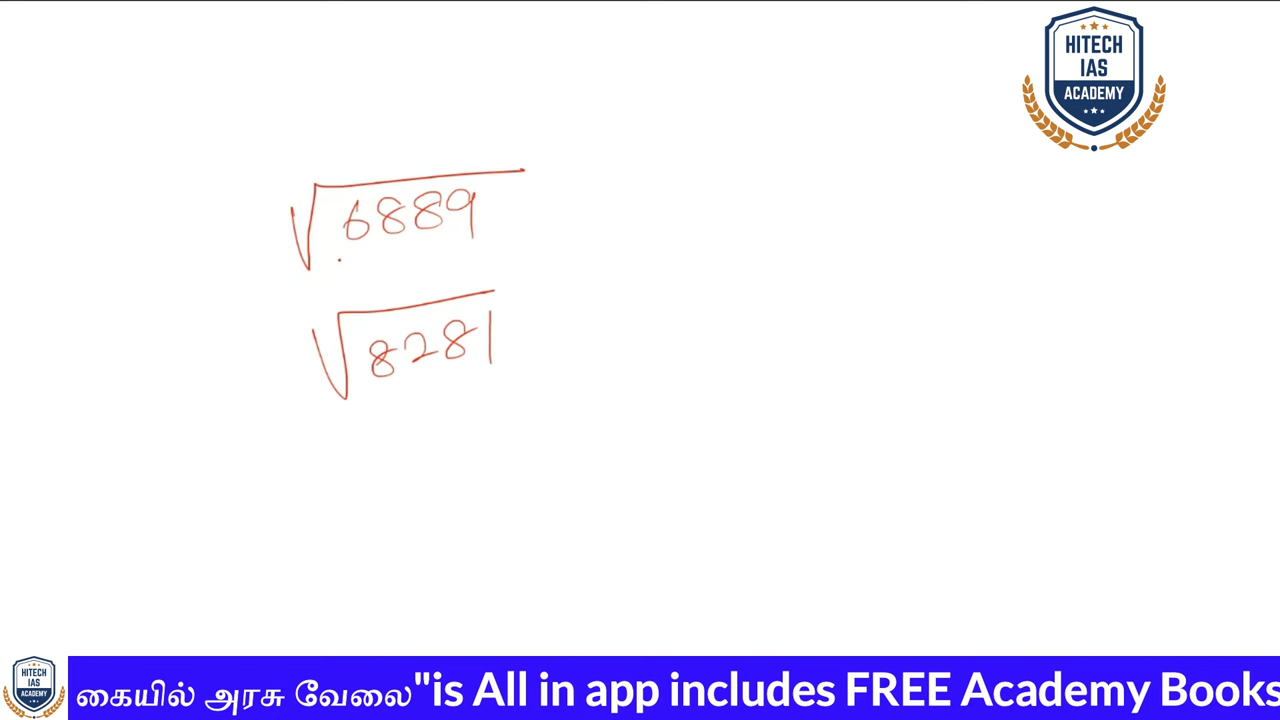 HITECH
IAS
ACADEMY
√6889
√8281
HITECH
IAS
ACADEMY
கையில் அரசு வேலை"is All in app includes FREE Academy Books